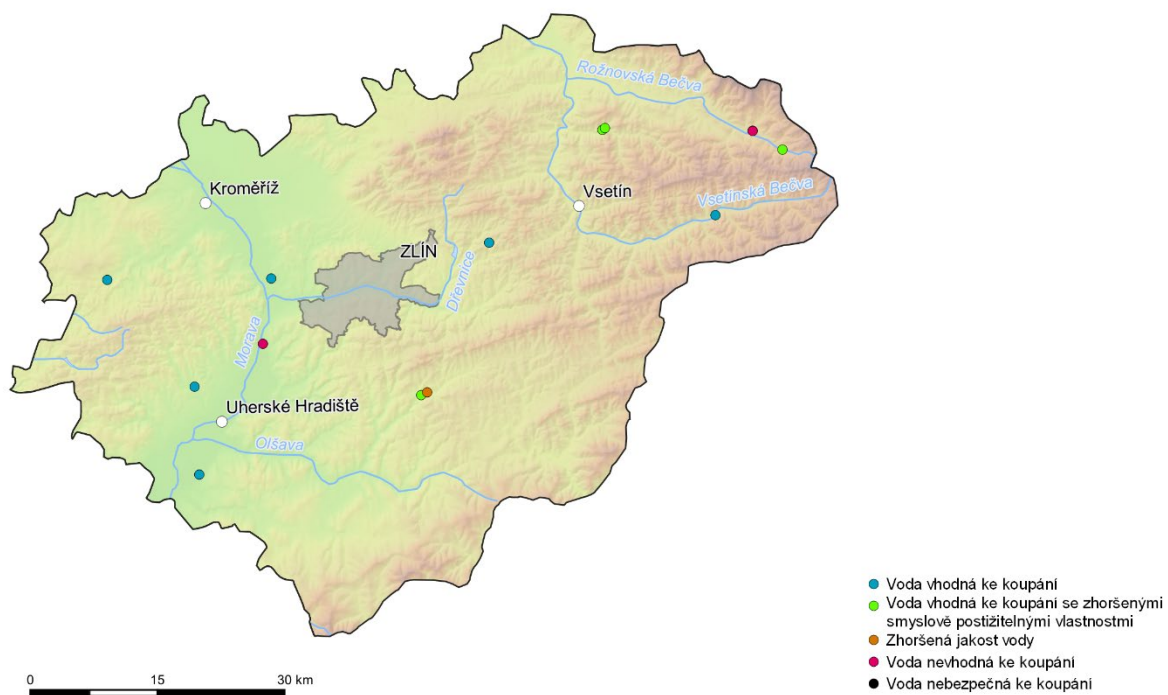 Rožnovská Bečva
Kroměříž
Vsetín
Vsetínská Bečva
ZLÍN
Dřevnice
Morava
Uherské Hradiště
Olšava
Voda vhodná ke koupání
Voda vhodná ke koupání se zhoršenými
smyslově postižitelnými vlastnostmi
Zhoršená jakost vody
Voda nevhodná ke koupání
Voda nebezpečná ke koupání
0 15 30 km